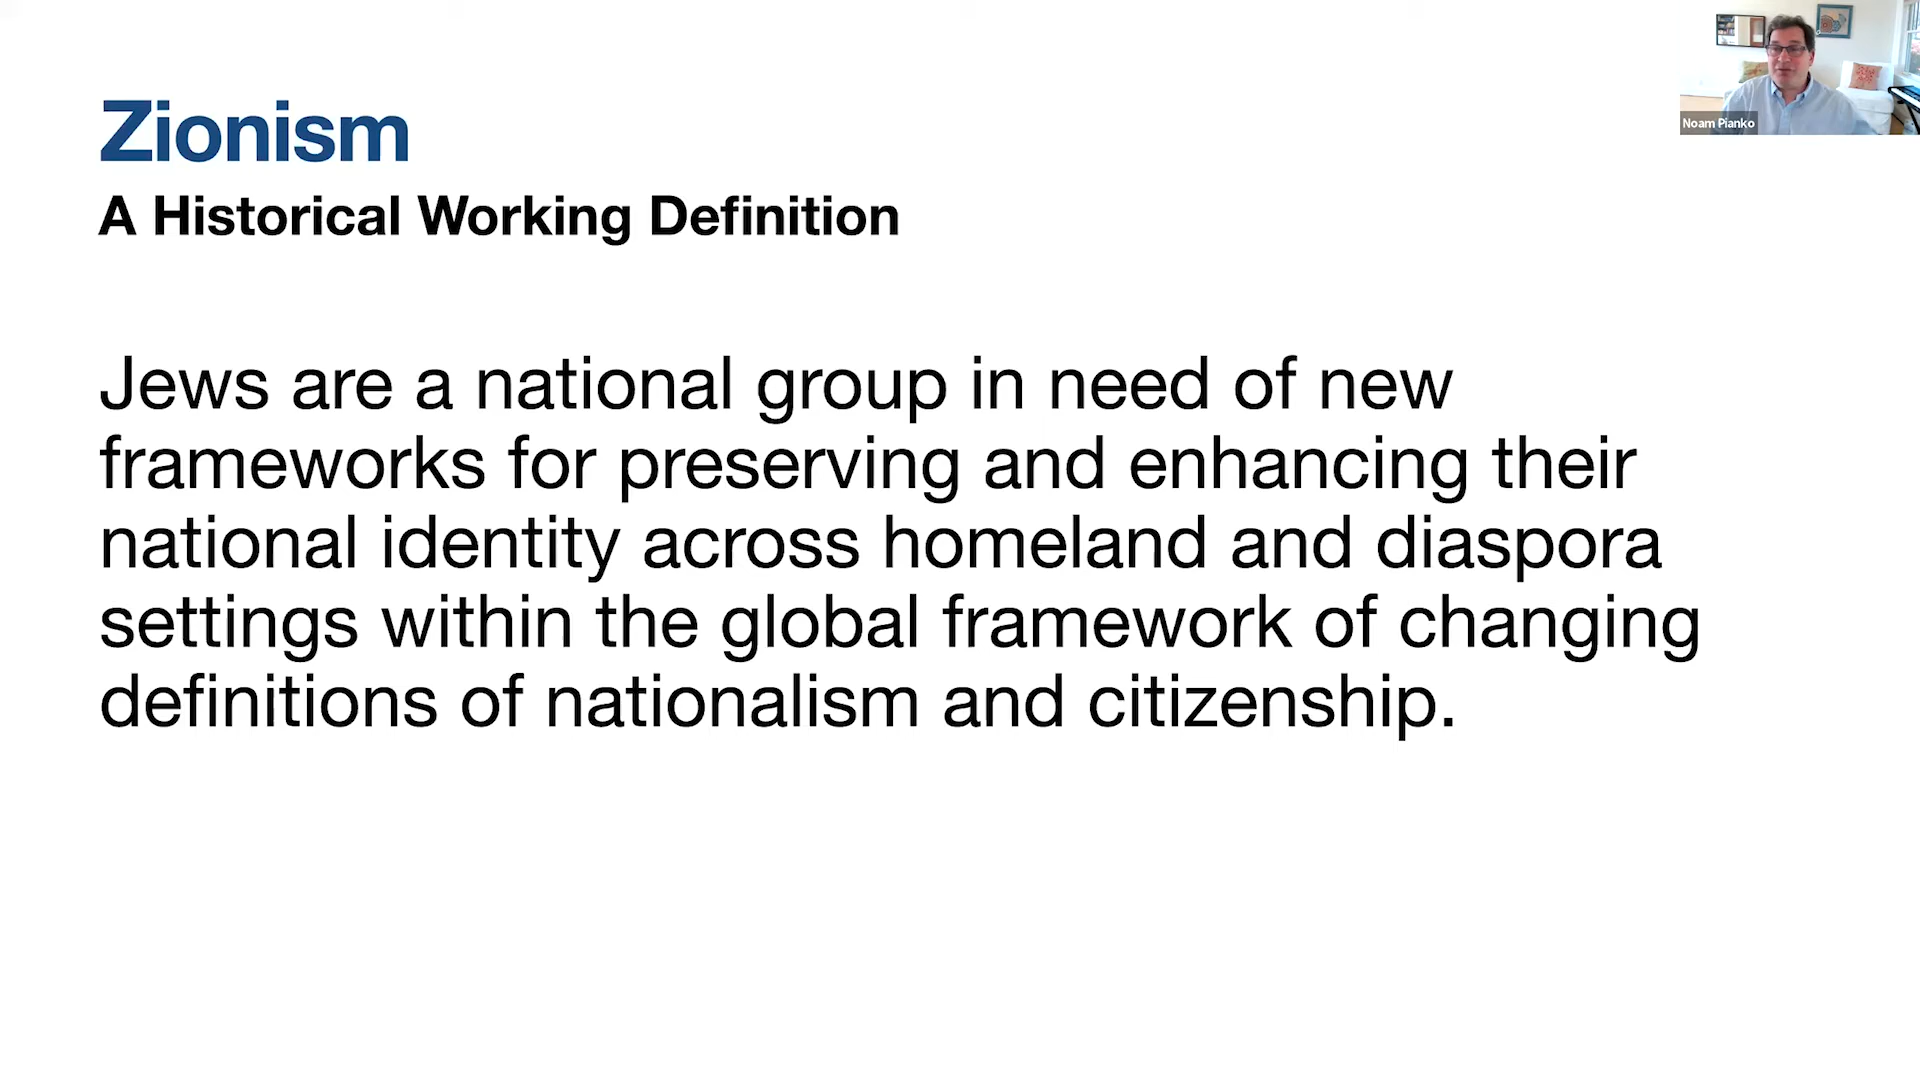 Zionism
A Historical Working Definition
Jews are a national group in need of new
frameworks for preserving and enhancing their
national identity across homeland and diaspora
settings within the global framework of changing
definitions of nationalism and citizenship.
Noam Pianko